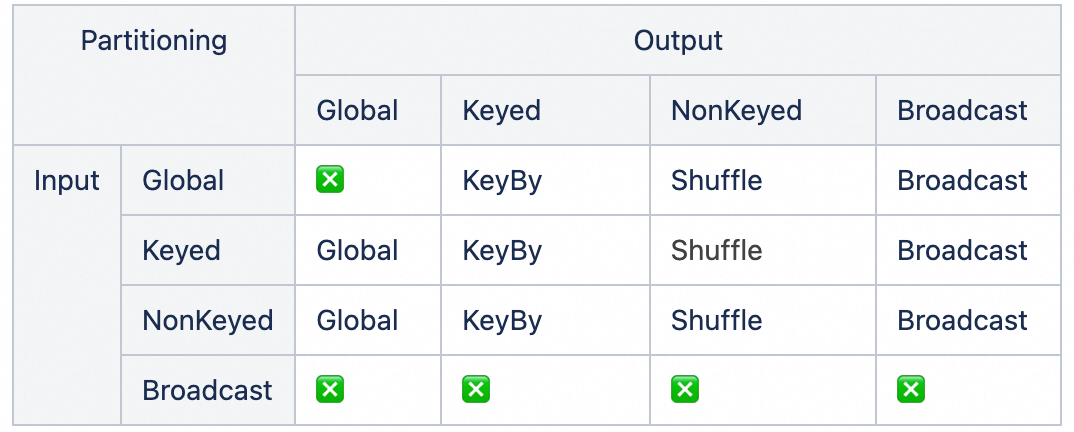 Partitioning Output
Global Keyed NonKeyed Broadcast
Input Global ❎ KeyBy Shuffle Broadcast
Keyed Global KeyBy Shuffle Broadcast
NonKeyed Global KeyBy Shuffle Broadcast
Broadcast ❎ ❎ ❎ ❎